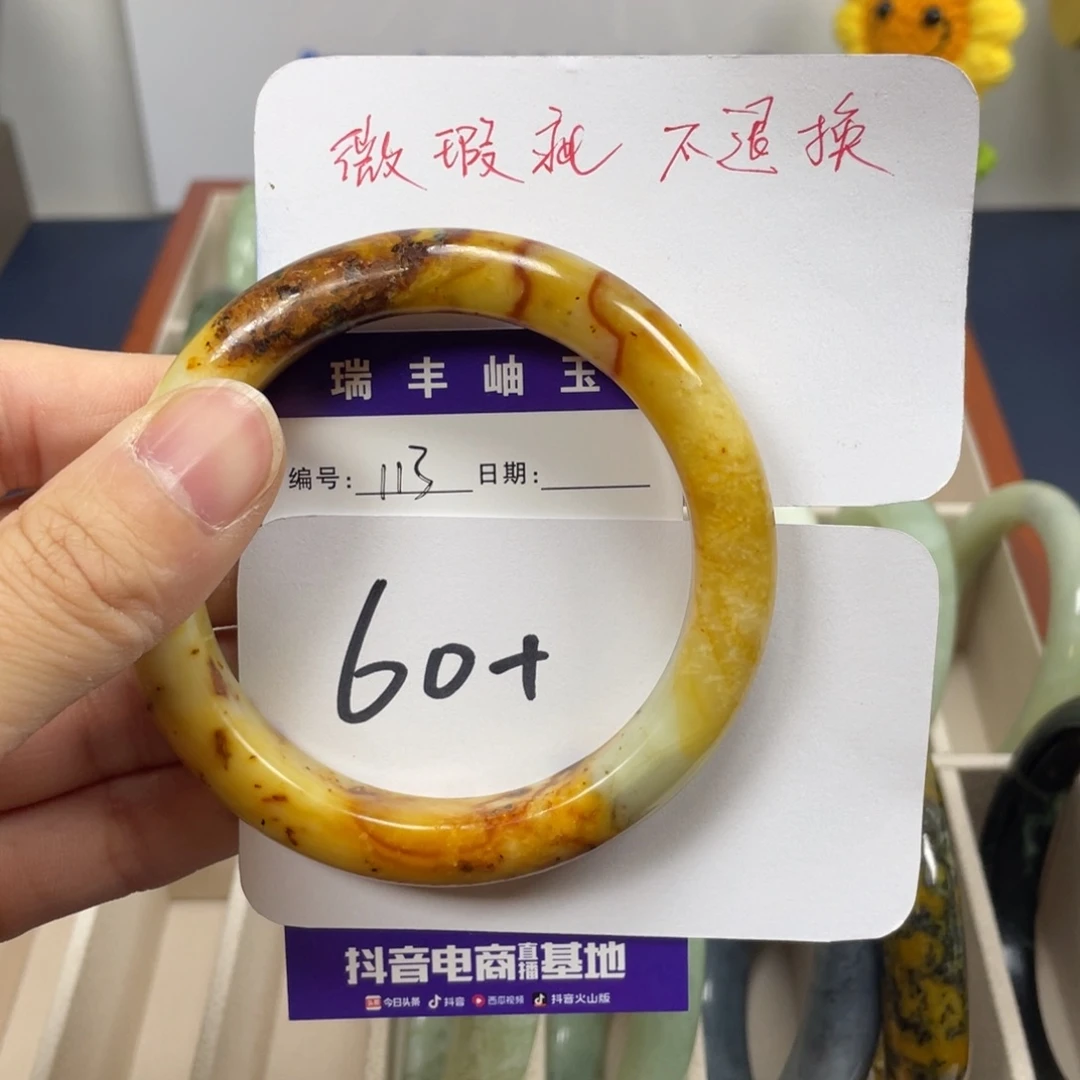 微瑕疵 不退换
瑞丰岫玉
编号: 113 日期:
60+
抖音电商直播基地
今日头条 抖音 西瓜视频 抖音火山版